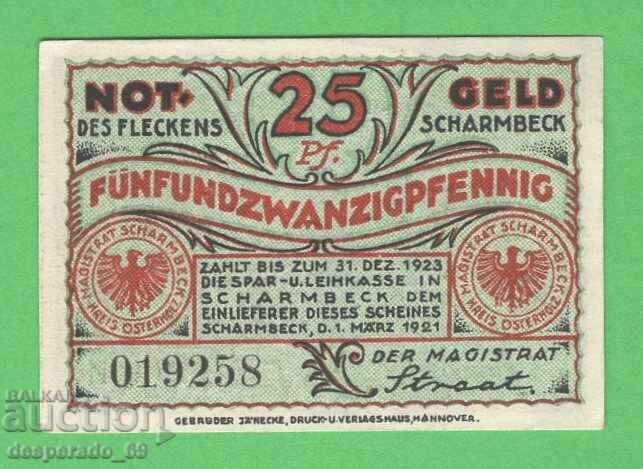 NOT- 25 GELD
DES FLECKENS Pf. SCHARMBECK
FÜNFUNDZWANZIGPFENNIG
MAGISTRAT SCHARMBECK
KREIS OSTERHOLZ
ZAHLT BIS ZUM 31. DEZ. 1923
DIE SPAR-U. LEIHKASSE IN
SCHARMBECK DEM
EINLIEFERER DIESES SCHEINES
SCHARMBECK, D. 1. MÄRZ 1921
MAGISTRAT SCHARMBECK
KREIS OSTERHOLZ
№ 019258
DER MAGISTRAT
Straat.
GEBRÜDER JÄNECKE, DRUCK-U. VERLAGSHAUS, HANNOVER.
BALKAN
auction
desperado_69